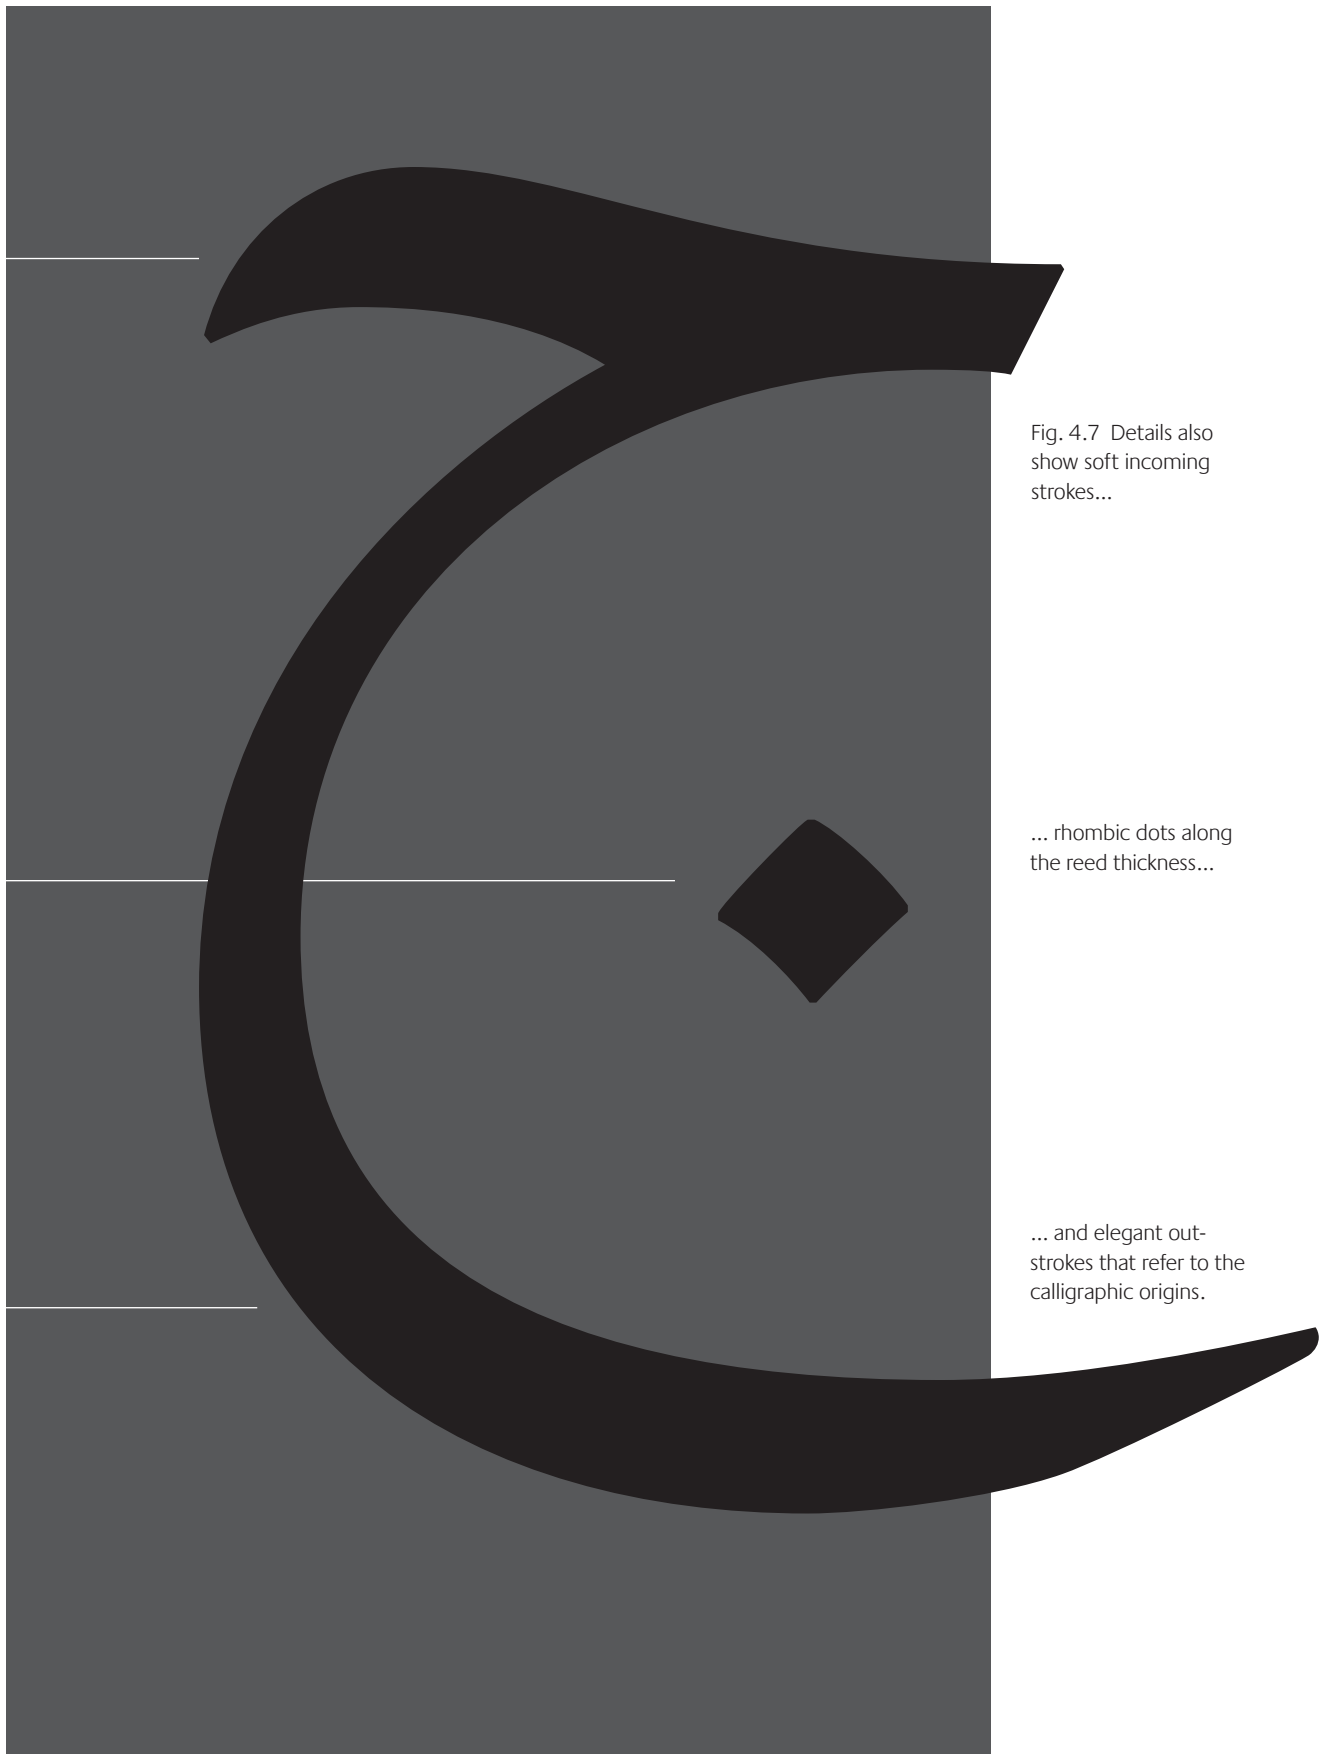 ج
Fig. 4.7  Details also
show soft incoming
strokes...
... rhombic dots along
the reed thickness...
... and elegant out-
strokes that refer to the
calligraphic origins.